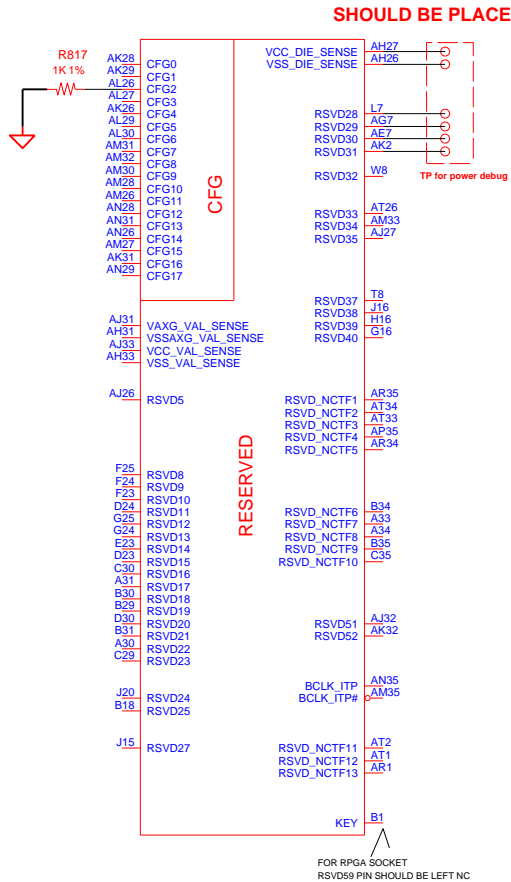 SHOULD BE PLACE
R817
1K 1%
AK28 CFG0
AK29 CFG1
AL26 CFG2
AL27 CFG3
AK26 CFG4
AL29 CFG5
AL30 CFG6
AM31 CFG7
AM32 CFG8
AM30 CFG9
AM28 CFG10
AM26 CFG11
AN28 CFG12
AN31 CFG13
AN26 CFG14
AM27 CFG15
AK31 CFG16
AN29 CFG17
CFG
AJ31 VAXG_VAL_SENSE
AH31 VSSAXG_VAL_SENSE
AJ33 VCC_VAL_SENSE
AH33 VSS_VAL_SENSE
AJ26 RSVD5
RESERVED
F25 RSVD8
F24 RSVD9
F23 RSVD10
D24 RSVD11
G25 RSVD12
G24 RSVD13
E23 RSVD14
D23 RSVD15
C30 RSVD16
A31 RSVD17
B30 RSVD18
B29 RSVD19
D30 RSVD20
B31 RSVD21
A30 RSVD22
C29 RSVD23
J20 RSVD24
B18 RSVD25
J15 RSVD27
VCC_DIE_SENSE AH27
VSS_DIE_SENSE AH26
RSVD28 L7
RSVD29 AG7
RSVD30 AE7
RSVD31 AK2
TP for power debug
RSVD32 W8
RSVD33 AT26
RSVD34 AM33
RSVD35 AJ27
RSVD37 T8
RSVD38 J16
RSVD39 H16
RSVD40 G16
RSVD_NCTF1 AR35
RSVD_NCTF2 AT34
RSVD_NCTF3 AT33
RSVD_NCTF4 AP35
RSVD_NCTF5 AR34
RSVD_NCTF6 B34
RSVD_NCTF7 A33
RSVD_NCTF8 A34
RSVD_NCTF9 B35
RSVD_NCTF10 C35
RSVD51 AJ32
RSVD52 AK32
BCLK_ITP AN35
BCLK_ITP# AM35
RSVD_NCTF11 AT2
RSVD_NCTF12 AT1
RSVD_NCTF13 AR1
KEY B1
FOR RPGA SOCKET
RSVD59 PIN SHOULD BE LEFT NC